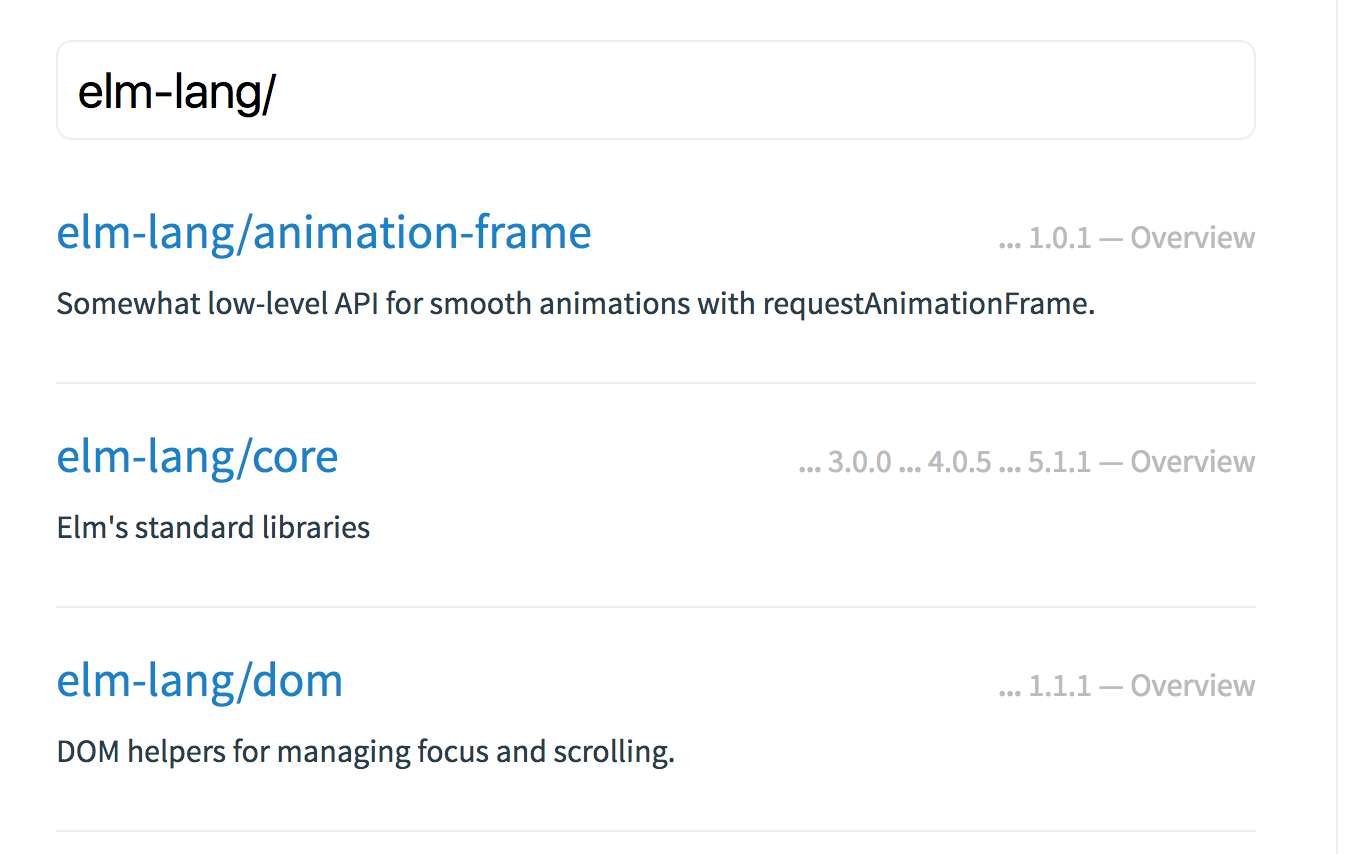 elm-lang/
elm-lang/animation-frame ... 1.0.1 — Overview
Somewhat low-level API for smooth animations with requestAnimationFrame.
elm-lang/core ... 3.0.0 ... 4.0.5 ... 5.1.1 — Overview
Elm's standard libraries
elm-lang/dom ... 1.1.1 — Overview
DOM helpers for managing focus and scrolling.